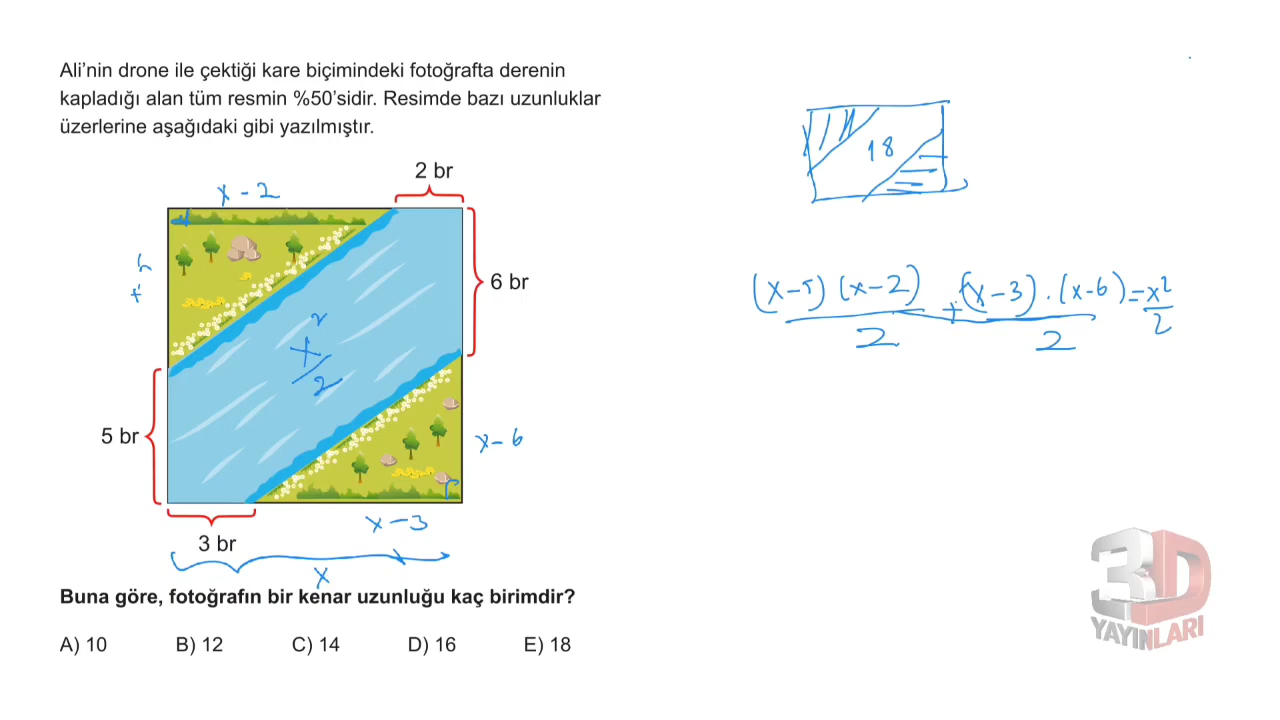 Ali’nin drone ile çektiği kare biçimindeki fotoğrafta derenin
kapladığı alan tüm resmin %50’sidir. Resimde bazı uzunluklar
üzerlerine aşağıdaki gibi yazılmıştır.
2 br
x - 2
18
6 br
(x-5) (x-2) / 2 + (x-3) . (x-6) / 2 = x² / 2
x² / 2
5 br
x - 6
x - 3
3 br
x
Buna göre, fotoğrafın bir kenar uzunluğu kaç birimdir?
A) 10 B) 12 C) 14 D) 16 E) 18
3D
YAYINLARI